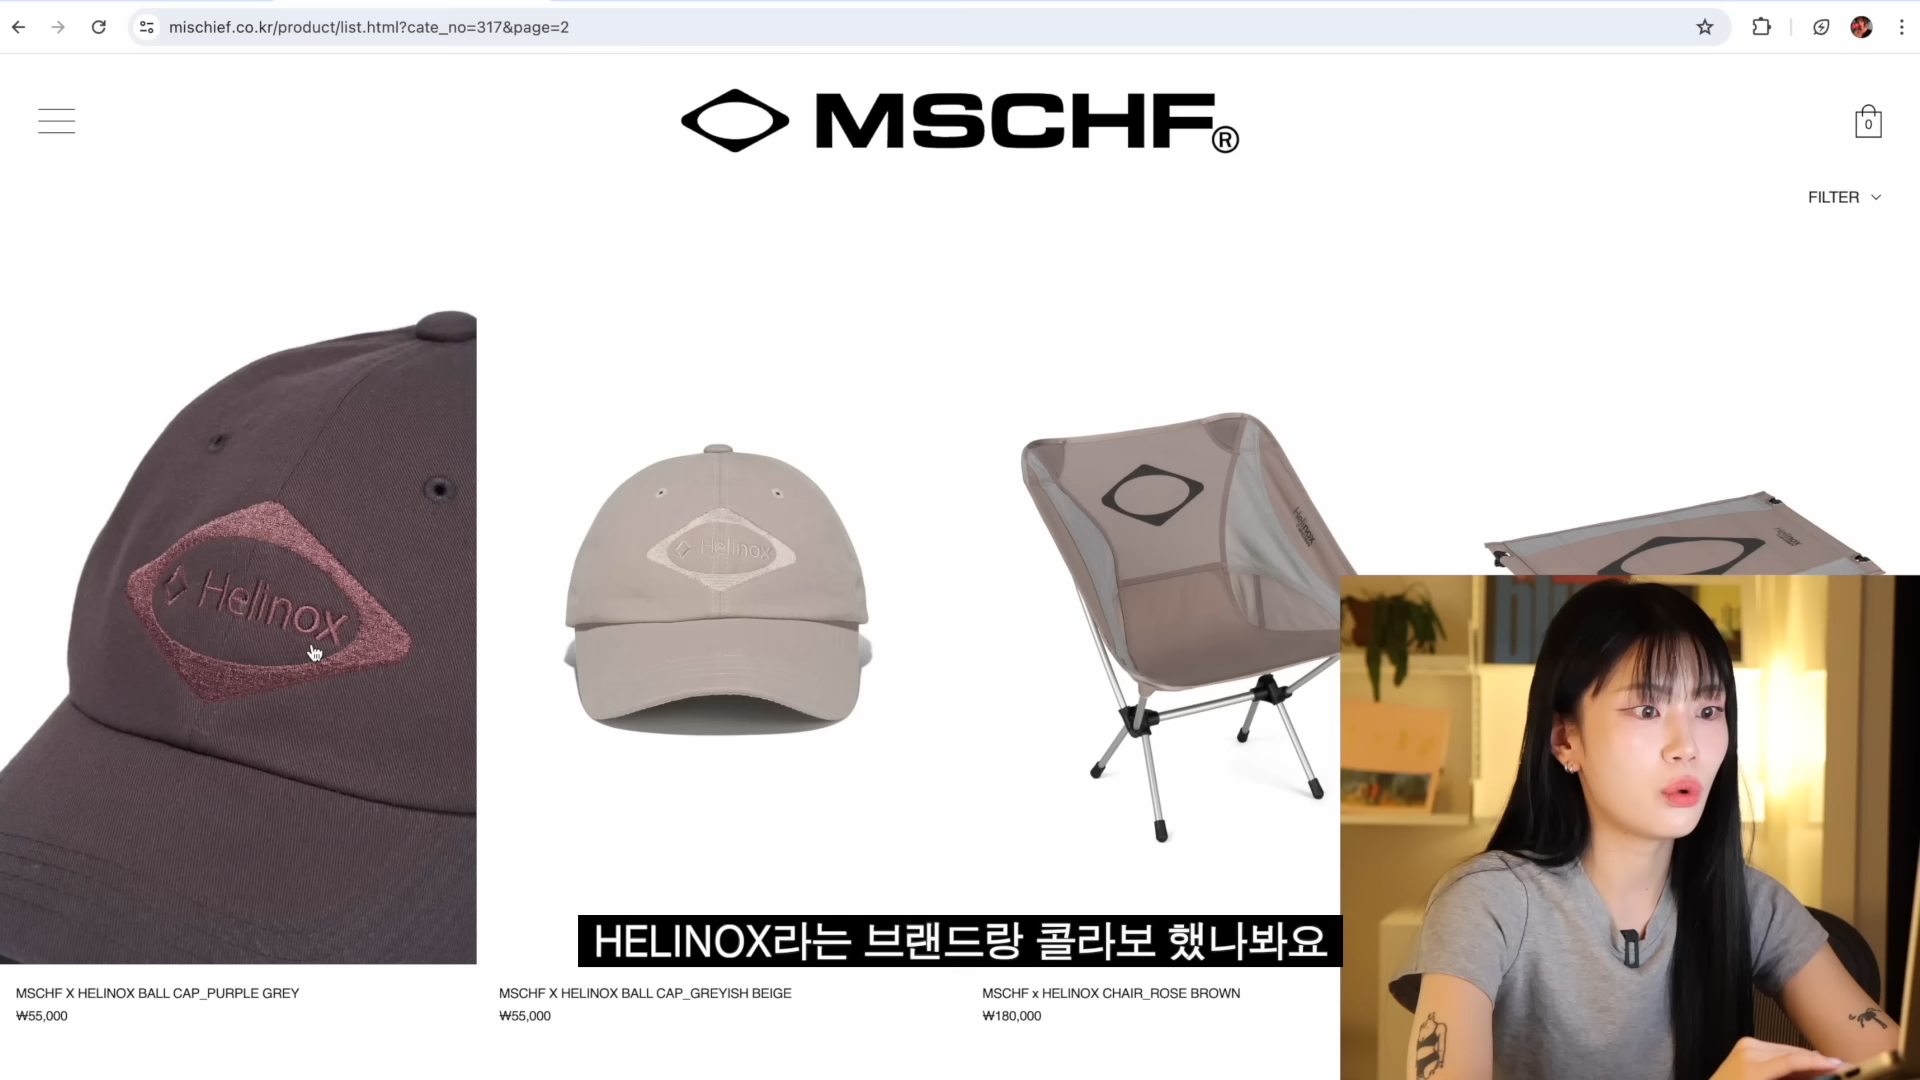 mischief.co.kr/product/list.html?cate_no=317&page=2
MSCHF®
0
FILTER
Helinox
Helinox
Helinox
HELINOX라는 브랜드랑 콜라보 했나봐요
MSCHF X HELINOX BALL CAP_PURPLE GREY
₩55,000
MSCHF X HELINOX BALL CAP_GREYISH BEIGE
₩55,000
MSCHF x HELINOX CHAIR_ROSE BROWN
₩180,000